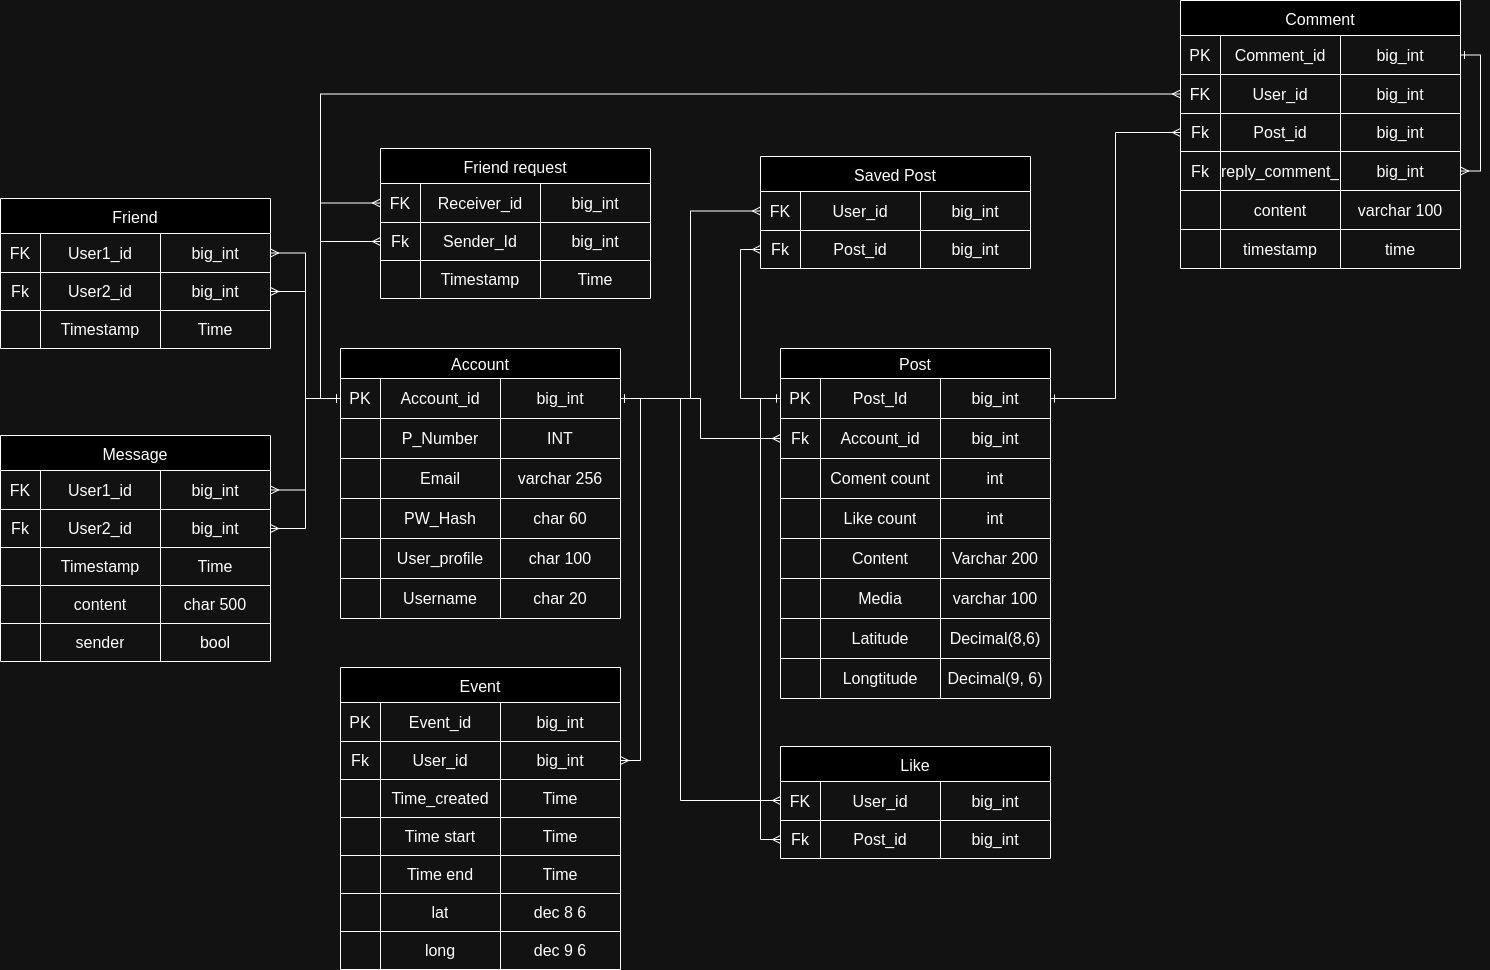 Comment
PK Comment_id big_int
FK User_id big_int
Fk Post_id big_int
Fk reply_comment_ big_int
content varchar 100
timestamp time
Friend request
FK Receiver_id big_int
Fk Sender_Id big_int
Timestamp Time
Saved Post
FK User_id big_int
Fk Post_id big_int
Friend
FK User1_id big_int
Fk User2_id big_int
Timestamp Time
Account
PK Account_id big_int
P_Number INT
Email varchar 256
PW_Hash char 60
User_profile char 100
Username char 20
Post
PK Post_Id big_int
Fk Account_id big_int
Coment count int
Like count int
Content Varchar 200
Media varchar 100
Latitude Decimal(8,6)
Longtitude Decimal(9, 6)
Message
FK User1_id big_int
Fk User2_id big_int
Timestamp Time
content char 500
sender bool
Event
PK Event_id big_int
Fk User_id big_int
Time_created Time
Time start Time
Time end Time
lat dec 8 6
long dec 9 6
Like
FK User_id big_int
Fk Post_id big_int